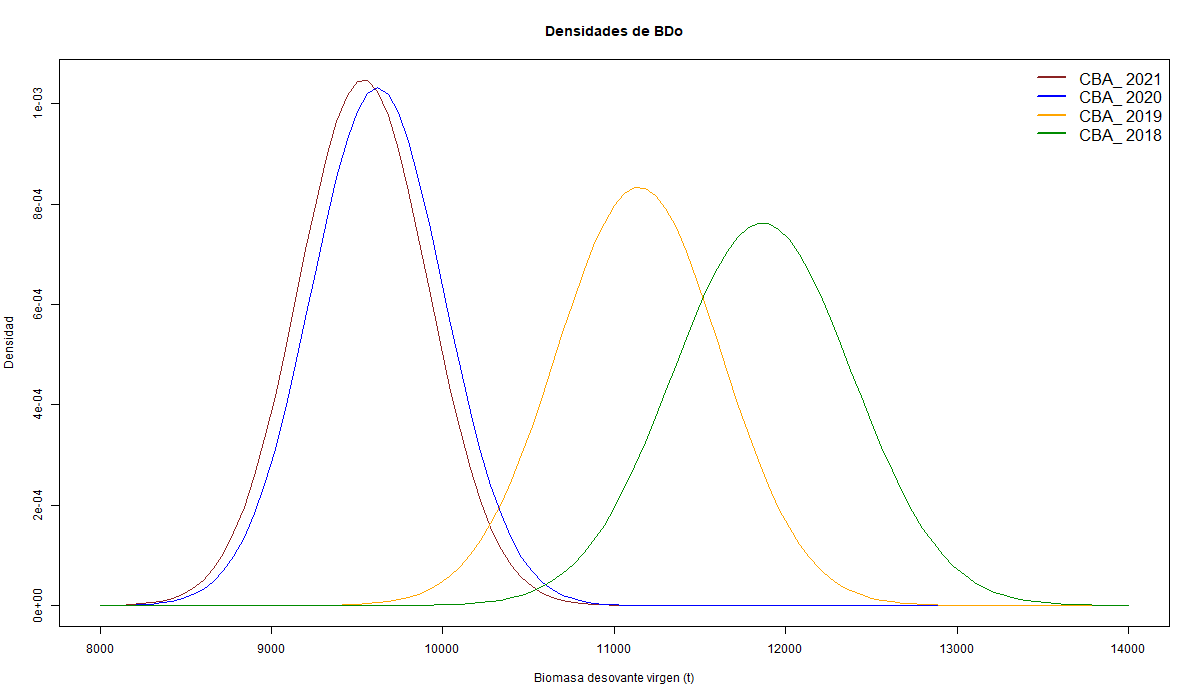 Densidades de BDo
CBA_ 2021
CBA_ 2020
CBA_ 2019
CBA_ 2018
Densidad
1e-03
8e-04
6e-04
4e-04
2e-04
0e+00
8000
9000
10000
11000
12000
13000
14000
Biomasa desovante virgen (t)